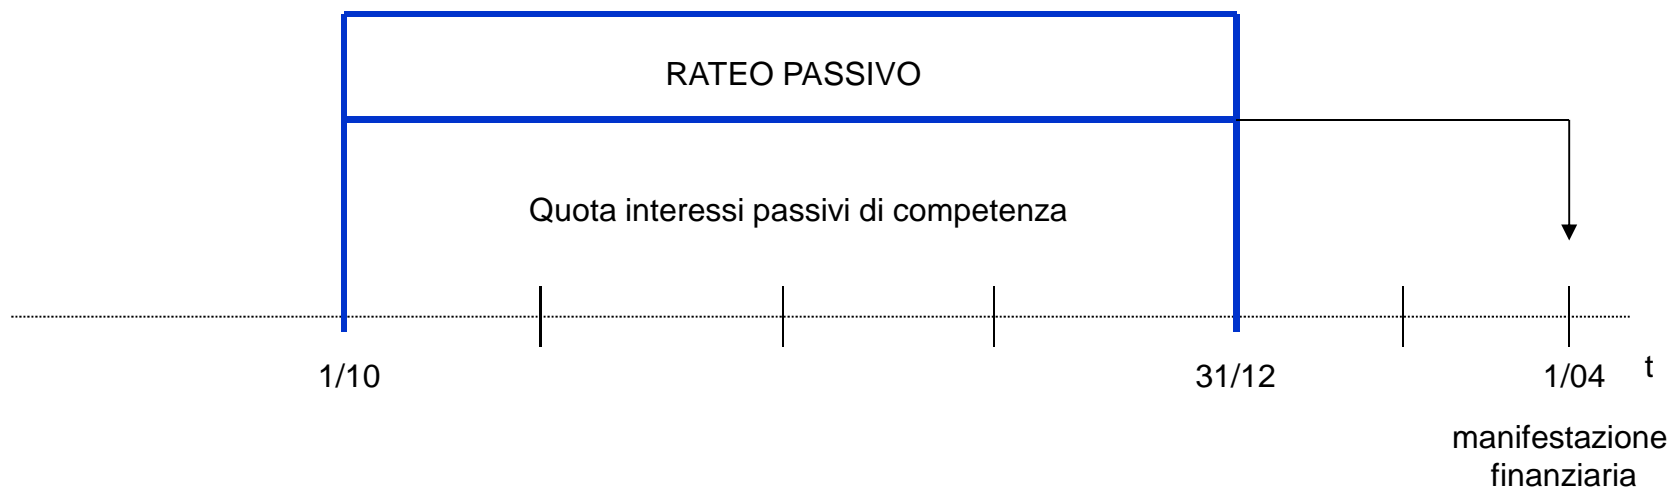 RATEO PASSIVO
Quota interessi passivi di competenza
1/10
31/12
1/04
t
manifestazione
finanziaria